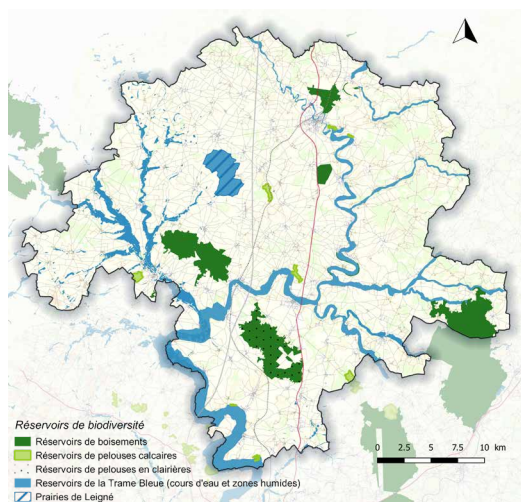 Réservoirs de biodiversité
Réservoirs de boisements
Réservoirs de pelouses calcaires
Réservoirs de pelouses en clairières
Reservoirs de la Trame Bleue (cours d'eau et zones humides)
Prairies de Leigné
0 2.5 5 7.5 10 km